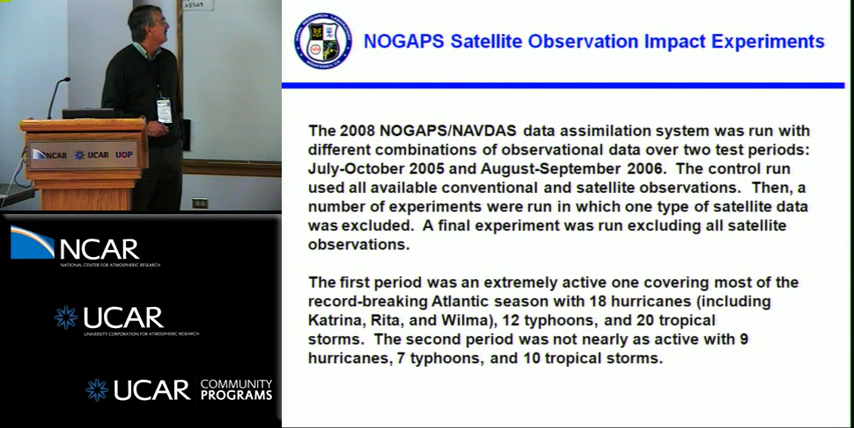 NOGAPS Satellite Observation Impact Experiments
The 2008 NOGAPS/NAVDAS data assimilation system was run with
different combinations of observational data over two test periods:
July-October 2005 and August-September 2006. The control run
used all available conventional and satellite observations. Then, a
number of experiments were run in which one type of satellite data
was excluded. A final experiment was run excluding all satellite
observations.
The first period was an extremely active one covering most of the
record-breaking Atlantic season with 18 hurricanes (including
Katrina, Rita, and Wilma), 12 typhoons, and 20 tropical
storms. The second period was not nearly as active with 9
hurricanes, 7 typhoons, and 10 tropical storms.
NCAR UCAR UOP
NCAR
NATIONAL CENTER FOR ATMOSPHERIC RESEARCH
UCAR
UNIVERSITY CORPORATION FOR ATMOSPHERIC RESEARCH
UCAR COMMUNITY
PROGRAMS